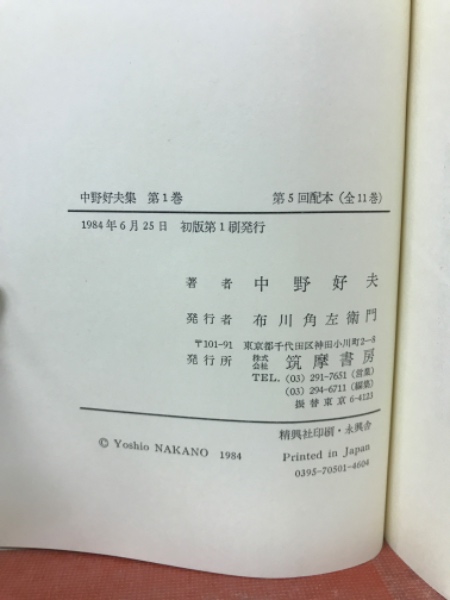 中野好夫集 第1巻 第5回配本(全11巻)
1984年6月25日 初版第1刷発行
著者 中野好夫
発行者 布川角左衛門
〒101-91 東京都千代田区神田小川町2-8
発行所 株式会社 筑摩書房
TEL. (03) 291-7651 (営業)
(03) 294-6711 (編集)
振替東京6-4123
精興社印刷・永興舎
© Yoshio NAKANO 1984 Printed in Japan
0395-70501-4604